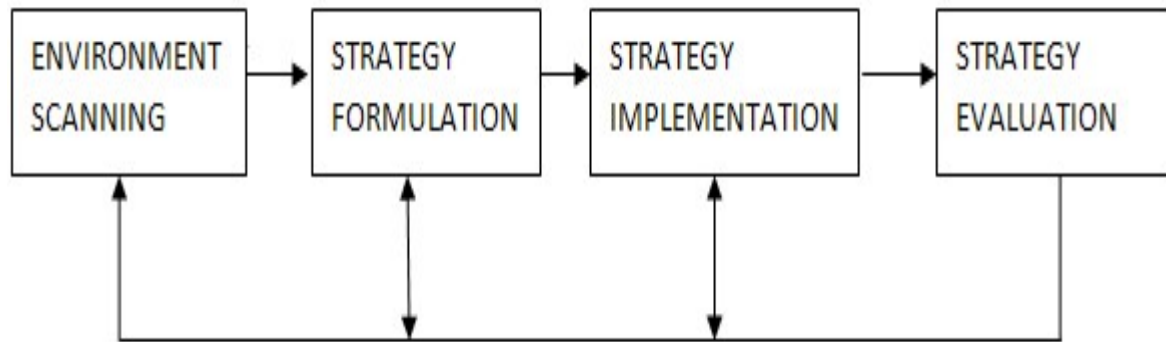 ENVIRONMENT
SCANNING
STRATEGY
FORMULATION
STRATEGY
IMPLEMENTATION
STRATEGY
EVALUATION